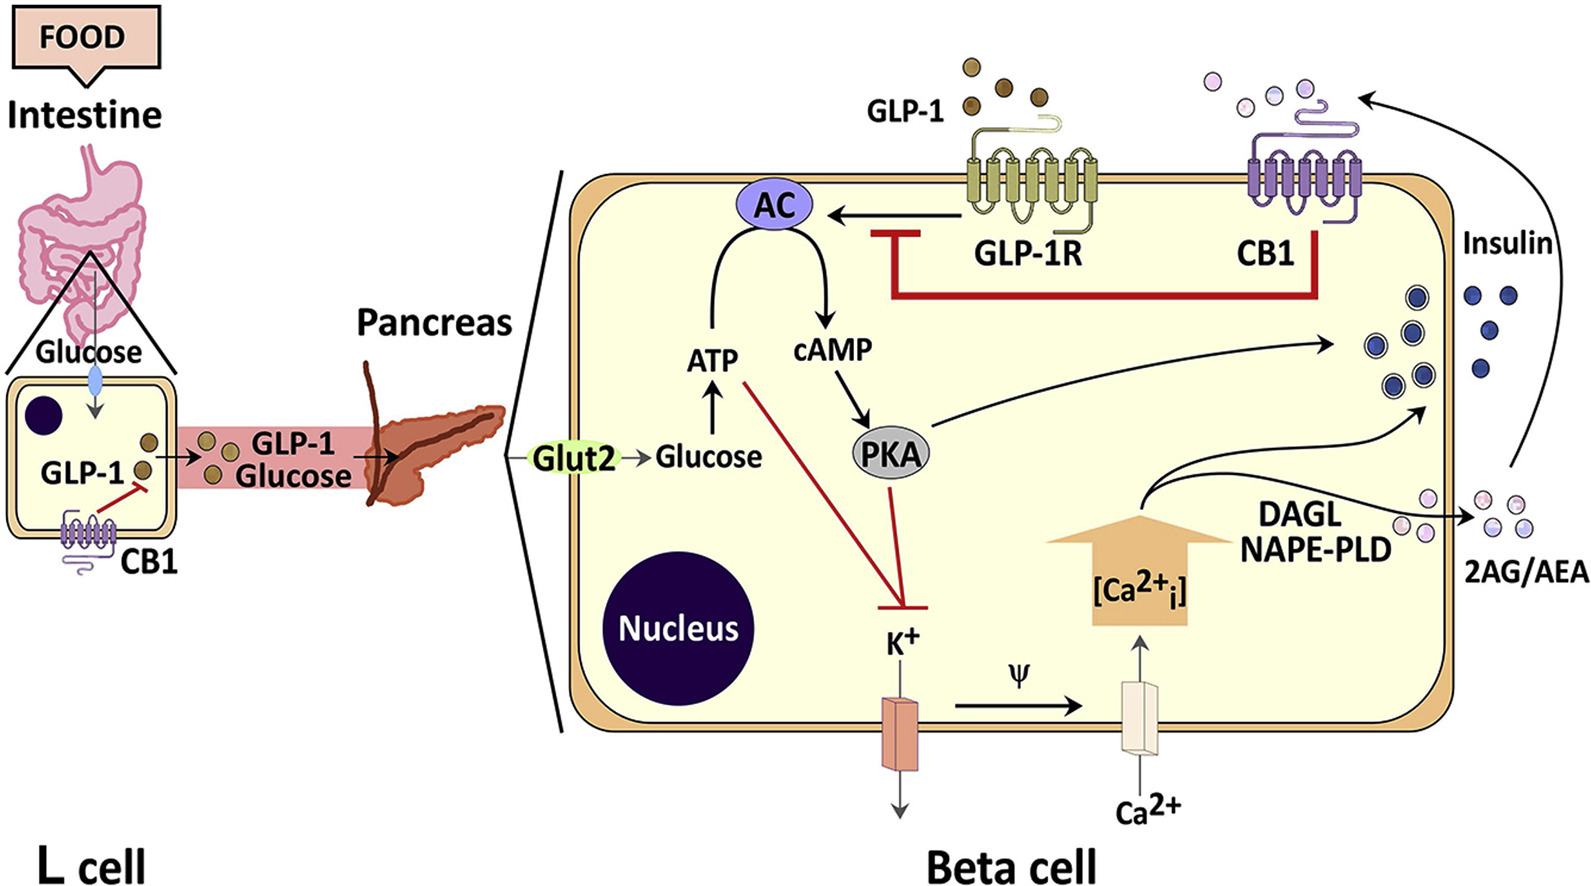 FOOD
Intestine
Glucose
GLP-1
CB1
GLP-1
Glucose
Pancreas
L cell
GLP-1
AC
GLP-1R
CB1
Insulin
ATP
cAMP
Glut2
Glucose
PKA
DAGL
NAPE-PLD
2AG/AEA
[Ca²⁺ᵢ]
Nucleus
K⁺
Ψ
Ca²⁺
Beta cell